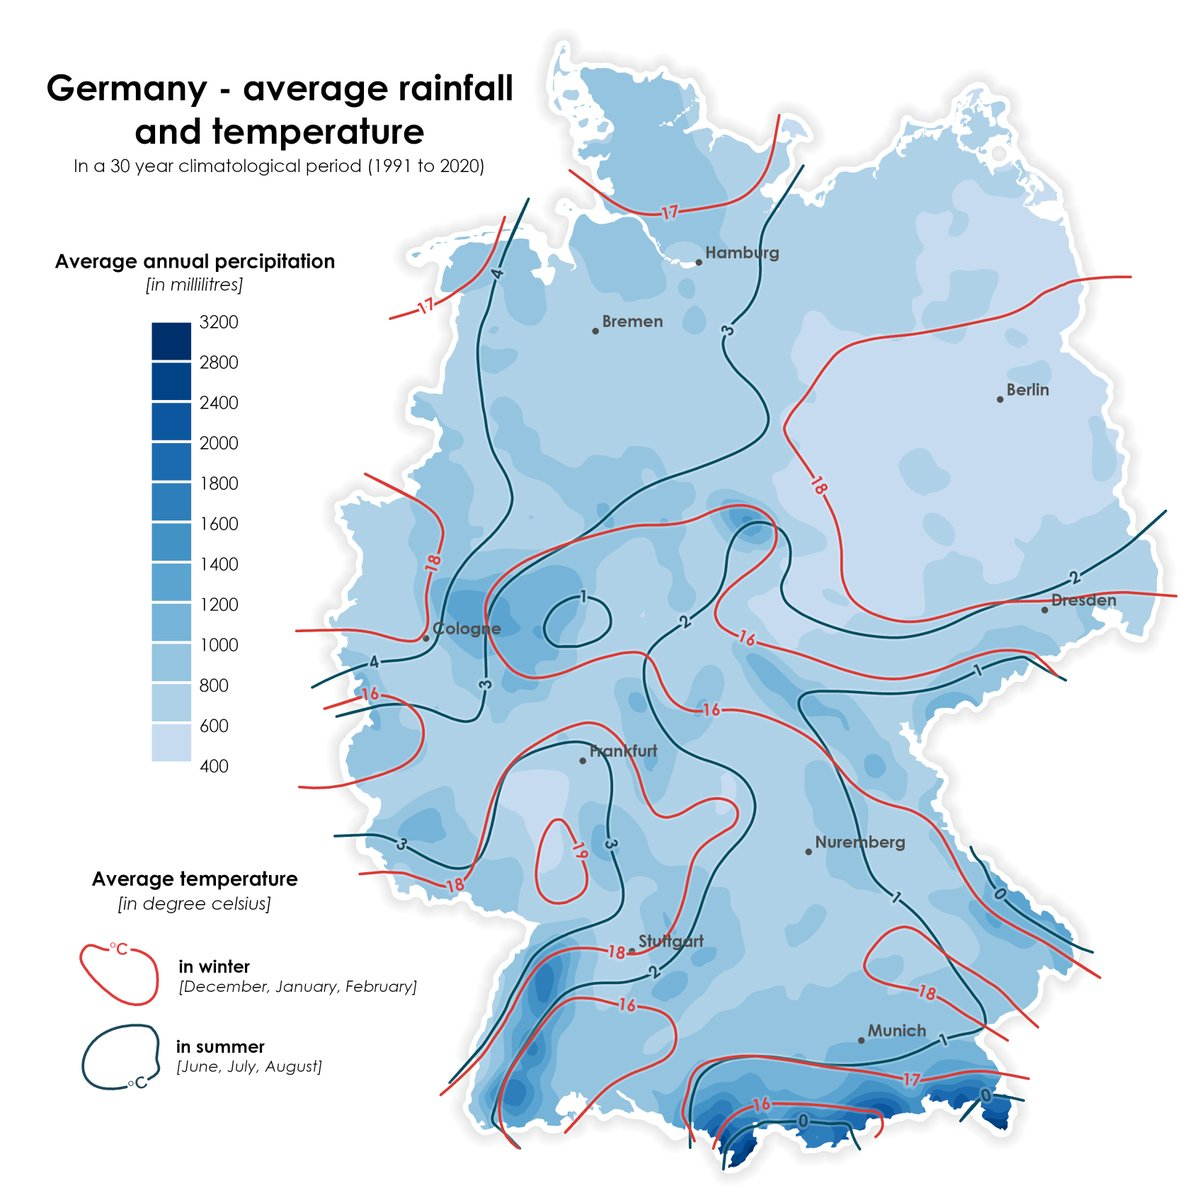 Germany - average rainfall
and temperature
In a 30 year climatological period (1991 to 2020)
Average annual percipitation
[in millilitres]
3200
2800
2400
2000
1800
1600
1400
1200
1000
800
600
400
Average temperature
[in degree celsius]
°C
in winter
[December, January, February]
°C
in summer
[June, July, August]
17
4
17
Hamburg
3
Bremen
Berlin
18
18
2
Dresden
1
2
16
Cologne
4
3
16
1
16
Frankfurt
3
3
19
Nuremberg
18
1
0
Stuttgart
18
2
18
16
Munich
1
17
16
0
0